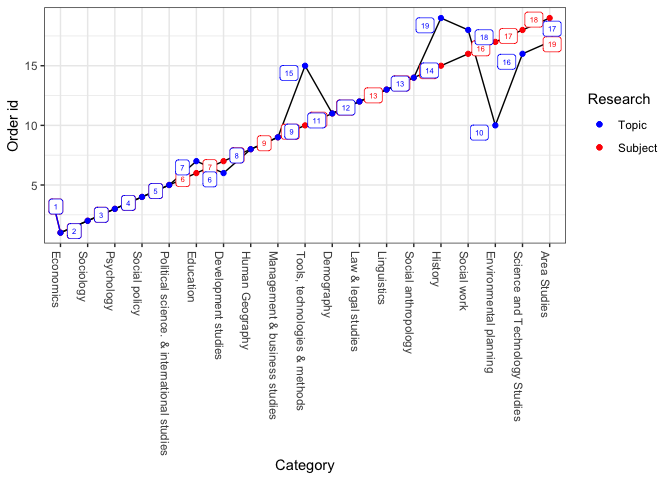 19
18
17
18
17
16
19
16
15
15
14
13
13
12
11
9
10
10
9
8
7
7
6
6
5
5
4
3
2
1
Order id
Economics
Sociology
Psychology
Social policy
Political science. & international studies
Education
Development studies
Human Geography
Management & business studies
Tools, technologies & methods
Demography
Law & legal studies
Linguistics
Social anthropology
History
Social work
Environmental planning
Science and Technology Studies
Area Studies
Category
Research
Topic
Subject